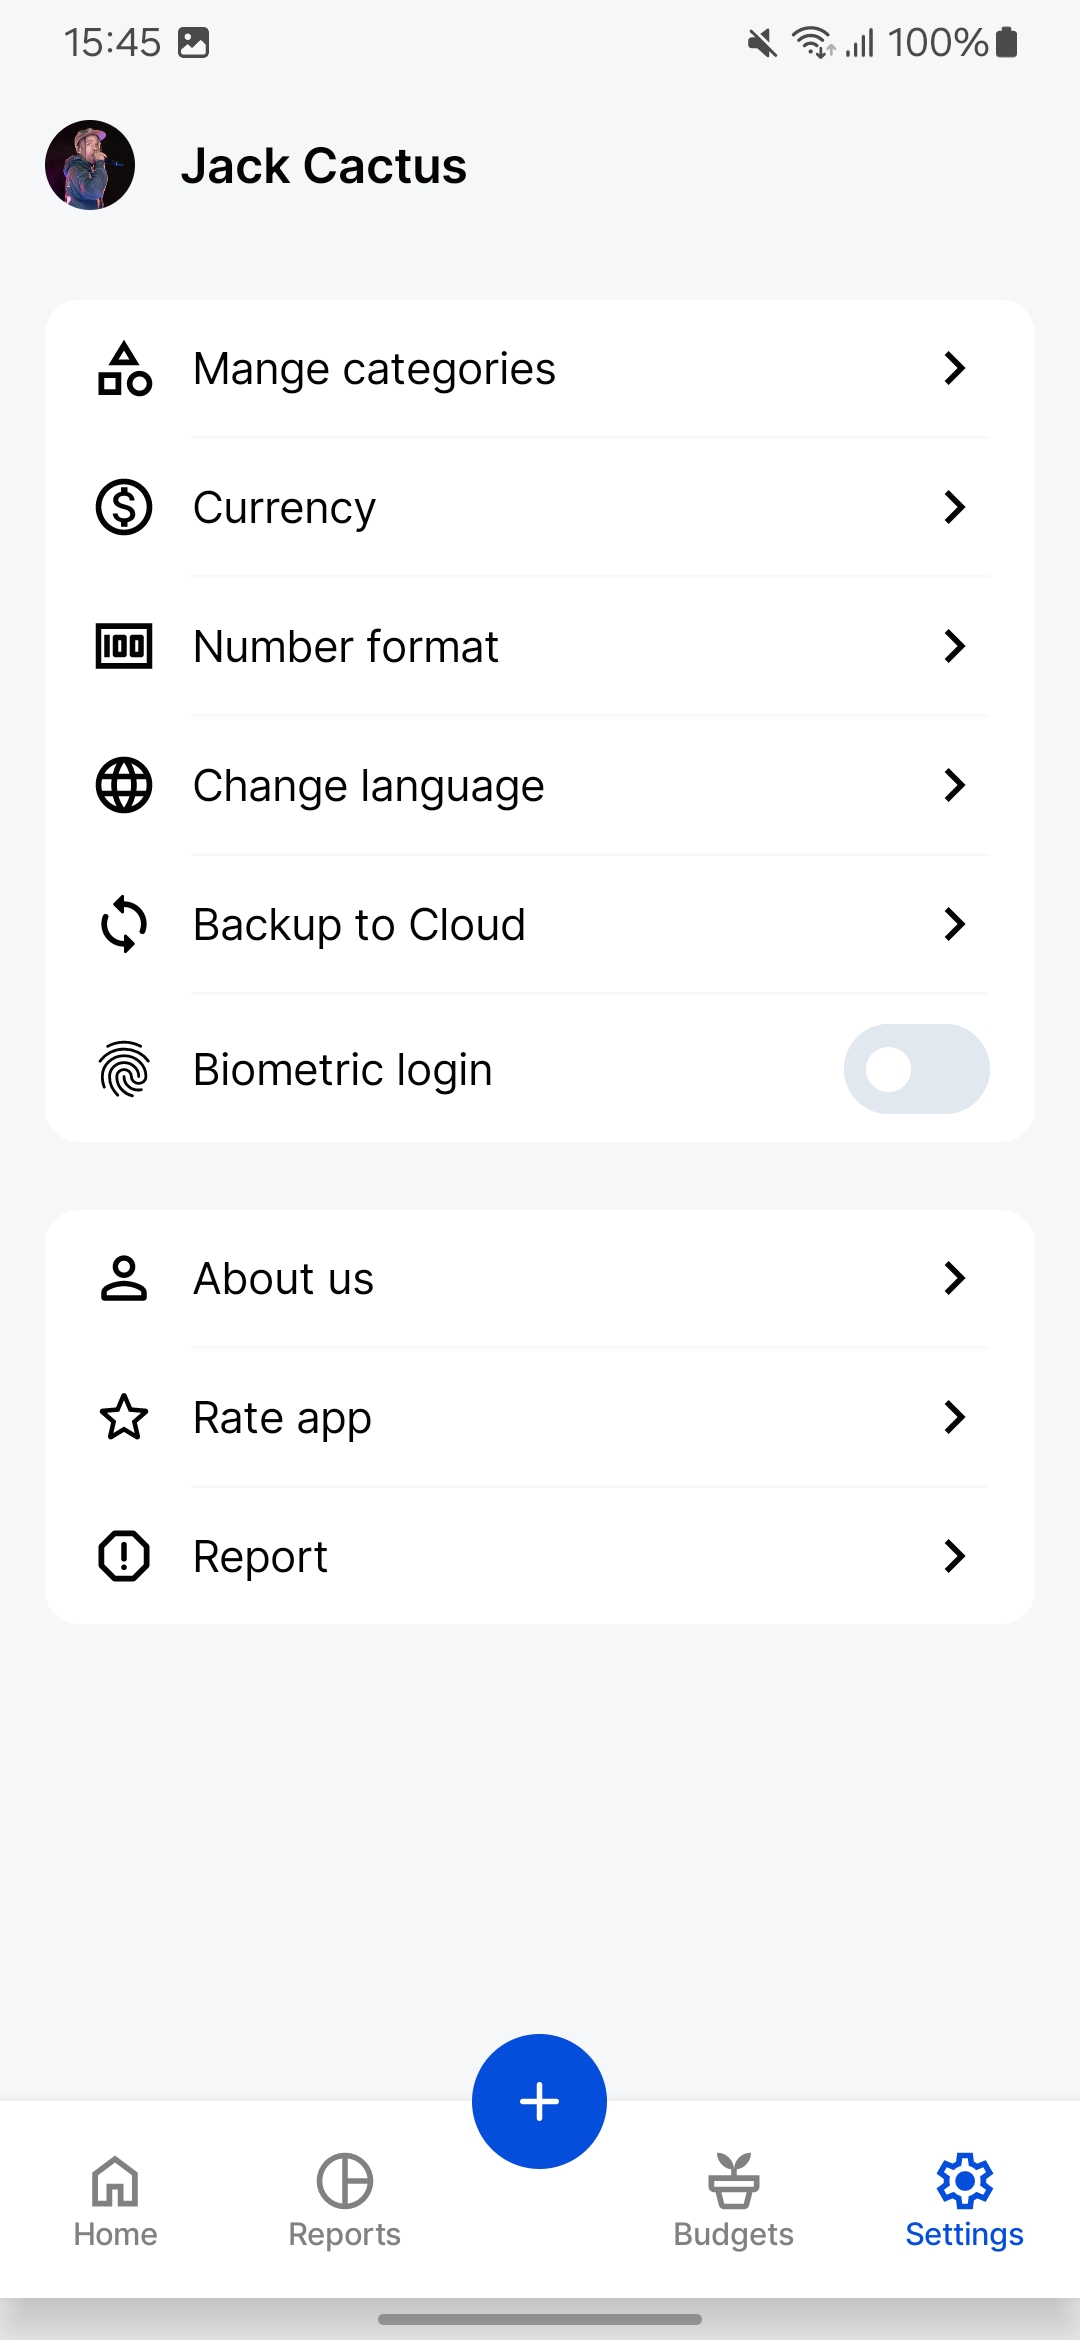 15:45 100%
Jack Cactus
Mange categories
Currency
100 Number format
Change language
Backup to Cloud
Biometric login
About us
Rate app
Report
Home Reports Budgets Settings